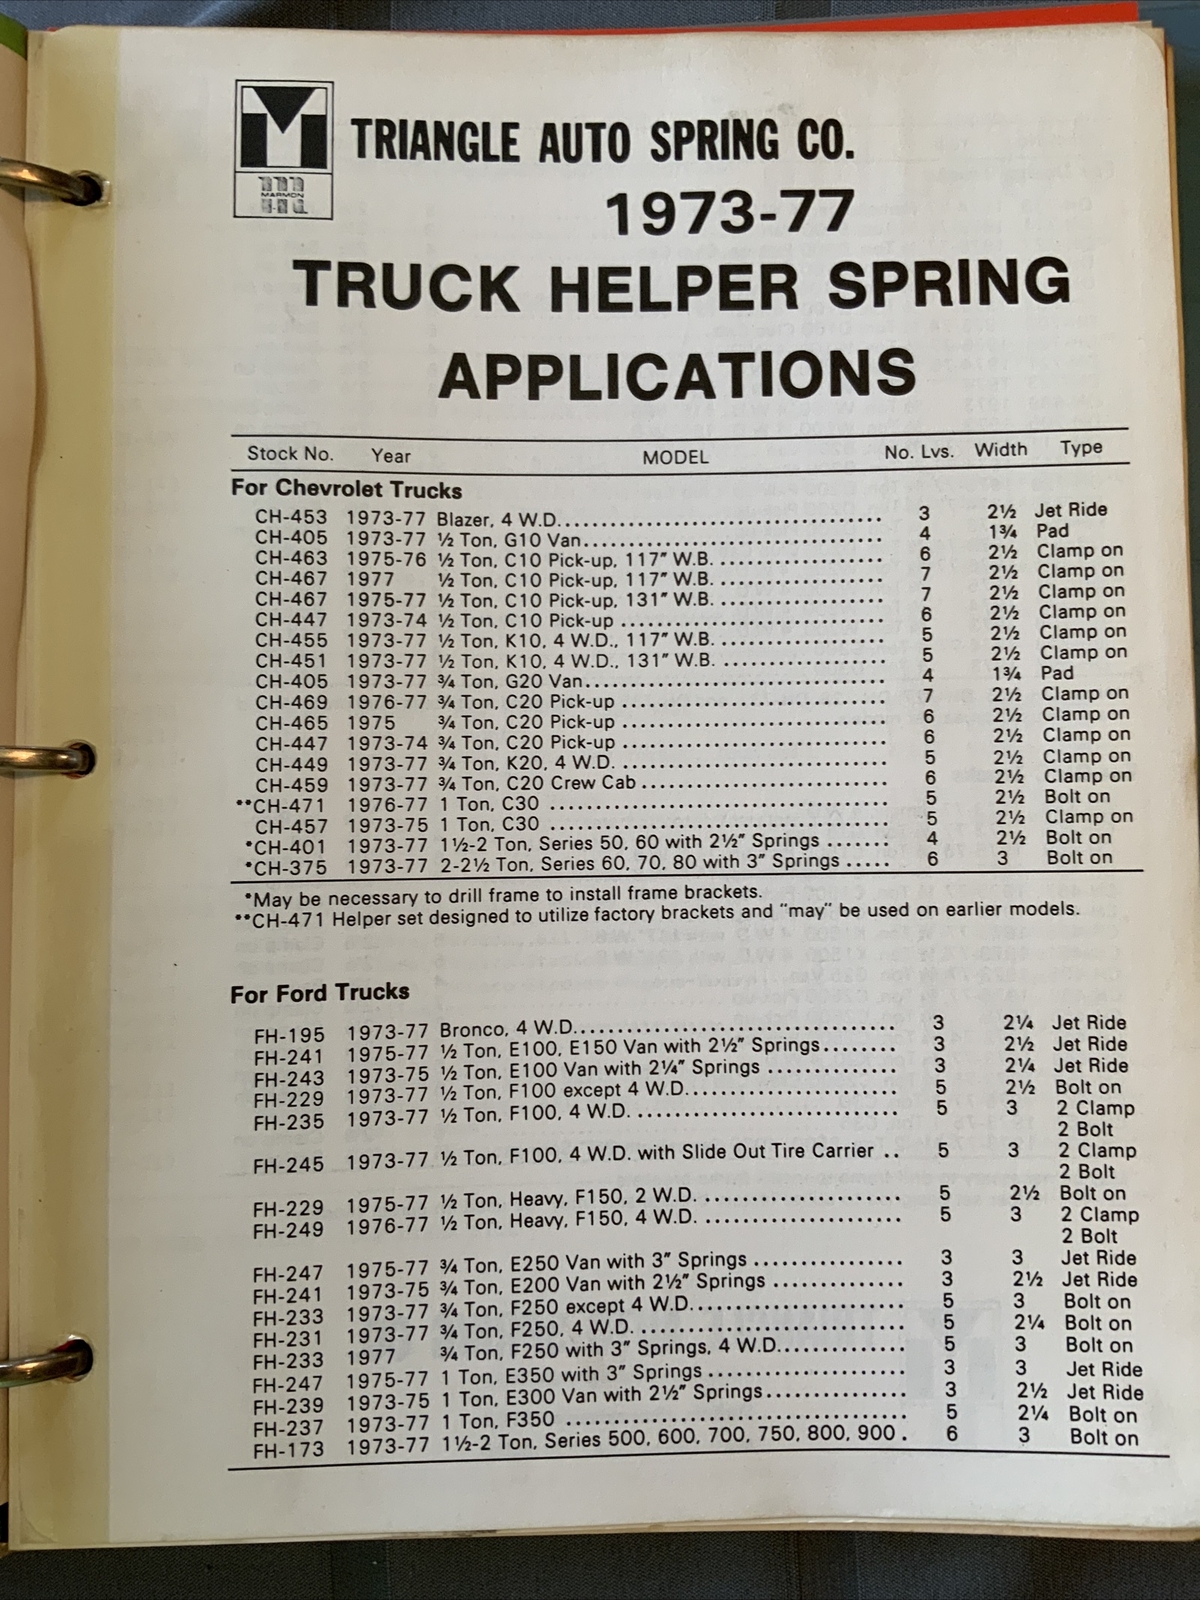 MARMON
TRIANGLE AUTO SPRING CO.
1973-77
TRUCK HELPER SPRING
APPLICATIONS
Stock No. Year MODEL No. Lvs. Width Type
For Chevrolet Trucks
CH-453 1973-77 Blazer, 4 W.D. 3 2½ Jet Ride
CH-405 1973-77 ½ Ton, G10 Van 4 1¾ Pad
CH-463 1975-76 ½ Ton, C10 Pick-up, 117" W.B. 6 2½ Clamp on
CH-467 1977 ½ Ton, C10 Pick-up, 117" W.B. 7 2½ Clamp on
CH-467 1975-77 ½ Ton, C10 Pick-up, 131" W.B. 7 2½ Clamp on
CH-447 1973-74 ½ Ton, C10 Pick-up 6 2½ Clamp on
CH-455 1973-77 ½ Ton, K10, 4 W.D., 117" W.B. 5 2½ Clamp on
CH-451 1973-77 ½ Ton, K10, 4 W.D., 131" W.B. 5 2½ Clamp on
CH-405 1973-77 ¾ Ton, G20 Van 4 1¾ Pad
CH-469 1976-77 ¾ Ton, C20 Pick-up 7 2½ Clamp on
CH-465 1975 ¾ Ton, C20 Pick-up 6 2½ Clamp on
CH-447 1973-74 ¾ Ton, C20 Pick-up 6 2½ Clamp on
CH-449 1973-77 ¾ Ton, K20, 4 W.D. 5 2½ Clamp on
CH-459 1973-77 ¾ Ton, C20 Crew Cab 6 2½ Clamp on
**CH-471 1976-77 1 Ton, C30 5 2½ Bolt on
CH-457 1973-75 1 Ton, C30 5 2½ Clamp on
*CH-401 1973-77 1½-2 Ton, Series 50, 60 with 2½" Springs 4 2½ Bolt on
*CH-375 1973-77 2-2½ Ton, Series 60, 70, 80 with 3" Springs 6 3 Bolt on
*May be necessary to drill frame to install frame brackets.
**CH-471 Helper set designed to utilize factory brackets and "may" be used on earlier models.
For Ford Trucks
FH-195 1973-77 Bronco, 4 W.D. 3 2¼ Jet Ride
FH-241 1975-77 ½ Ton, E100, E150 Van with 2½" Springs 3 2½ Jet Ride
FH-243 1973-75 ½ Ton, E100 Van with 2¼" Springs 3 2¼ Jet Ride
FH-229 1973-77 ½ Ton, F100 except 4 W.D. 5 2½ Bolt on
FH-235 1973-77 ½ Ton, F100, 4 W.D. 5 3 2 Clamp
2 Bolt
FH-245 1973-77 ½ Ton, F100, 4 W.D. with Slide Out Tire Carrier 5 3 2 Clamp
2 Bolt
FH-229 1975-77 ½ Ton, Heavy, F150, 2 W.D. 5 2½ Bolt on
FH-249 1976-77 ½ Ton, Heavy, F150, 4 W.D. 5 3 2 Clamp
2 Bolt
FH-247 1975-77 ¾ Ton, E250 Van with 3" Springs 3 3 Jet Ride
FH-241 1973-75 ¾ Ton, E200 Van with 2½" Springs 3 2½ Jet Ride
FH-233 1973-77 ¾ Ton, F250 except 4 W.D. 5 3 Bolt on
FH-231 1973-77 ¾ Ton, F250, 4 W.D. 5 2¼ Bolt on
FH-233 1977 ¾ Ton, F250 with 3" Springs, 4 W.D. 5 3 Bolt on
FH-247 1975-77 1 Ton, E350 with 3" Springs 3 3 Jet Ride
FH-239 1973-75 1 Ton, E300 Van with 2½" Springs 3 2½ Jet Ride
FH-237 1973-77 1 Ton, F350 5 2¼ Bolt on
FH-173 1973-77 1½-2 Ton, Series 500, 600, 700, 750, 800, 900 6 3 Bolt on